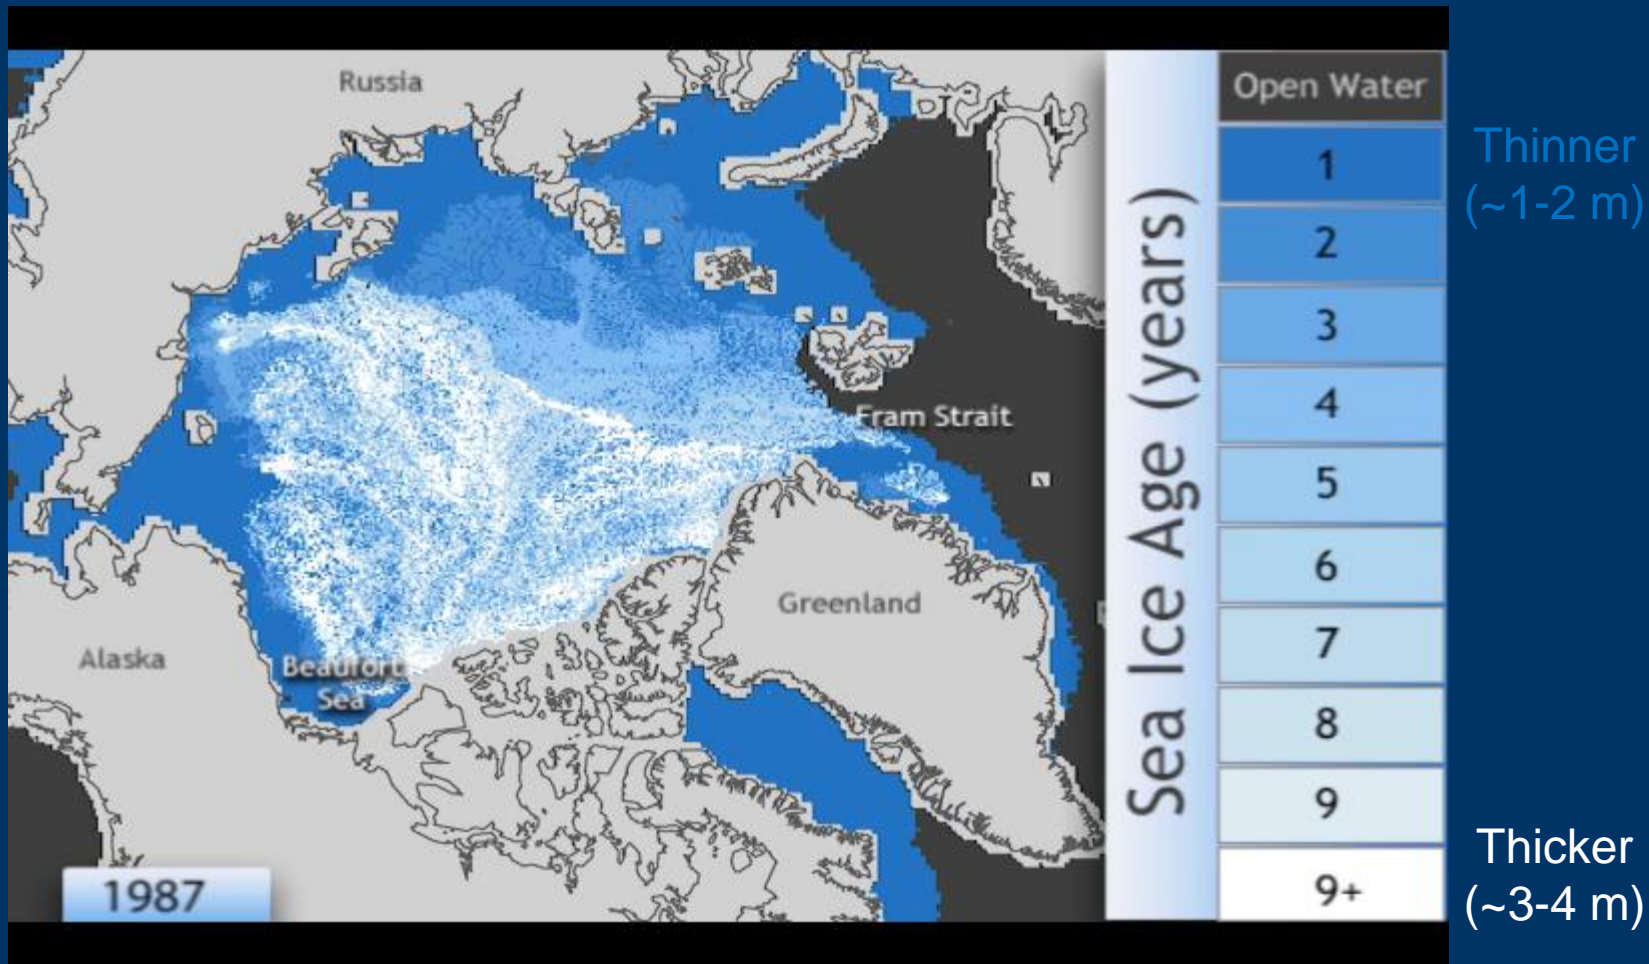 Russia
Fram Strait
Greenland
Alaska
Beaufort
Sea
1987
Sea Ice Age (years)
Open Water
1
2
3
4
5
6
7
8
9
9+
Thinner
(~1-2 m)
Thicker
(~3-4 m)